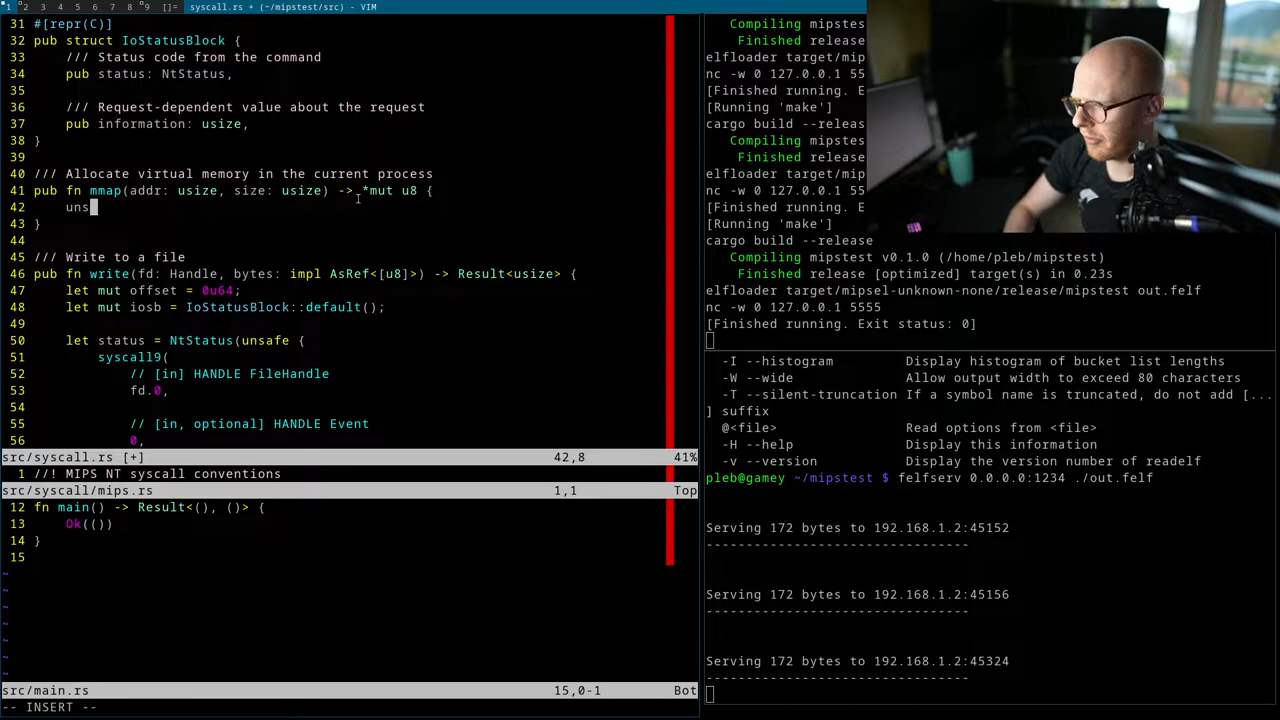 1 2 3 4 5 6 7 8 9 []= syscall.rs + (~/mipstest/src) - VIM
31 #[repr(C)]
32 pub struct IoStatusBlock {
33 /// Status code from the command
34 pub status: NtStatus,
35
36 /// Request-dependent value about the request
37 pub information: usize,
38 }
39
40 /// Allocate virtual memory in the current process
41 pub fn mmap(addr: usize, size: usize) -> *mut u8 {
42 uns
43 }
44
45 /// Write to a file
46 pub fn write(fd: Handle, bytes: impl AsRef<[u8]>) -> Result<usize> {
47 let mut offset = 0u64;
48 let mut iosb = IoStatusBlock::default();
49
50 let status = NtStatus(unsafe {
51 syscall9(
52 // [in] HANDLE FileHandle
53 fd.0,
54
55 // [in, optional] HANDLE Event
56 0,
src/syscall.rs [+] 42,8 41%
1 //! MIPS NT syscall conventions
src/syscall/mips.rs 1,1 Top
12 fn main() -> Result<(), ()> {
13 Ok(())
14 }
15
~
~
~
~
~
~
~
src/main.rs 15,0-1 Bot
-- INSERT --
Compiling mipstes
Finished release
elfloader target/mip
nc -w 0 127.0.0.1 55
[Finished running. E
[Running 'make']
cargo build --releas
Compiling mipstes
Finished release
elfloader target/mip
nc -w 0 127.0.0.1 55
[Finished running. E
[Running 'make']
cargo build --release
Compiling mipstest v0.1.0 (/home/pleb/mipstest)
Finished release [optimized] target(s) in 0.23s
elfloader target/mipsel-unknown-none/release/mipstest out.felf
nc -w 0 127.0.0.1 5555
[Finished running. Exit status: 0]
-I --histogram Display histogram of bucket list lengths
-W --wide Allow output width to exceed 80 characters
-T --silent-truncation If a symbol name is truncated, do not add [...
] suffix
@<file> Read options from <file>
-H --help Display this information
-v --version Display the version number of readelf
pleb@gamey ~/mipstest $ felfserv 0.0.0.0:1234 ./out.felf
Serving 172 bytes to 192.168.1.2:45152
---------------------------------
Serving 172 bytes to 192.168.1.2:45156
---------------------------------
Serving 172 bytes to 192.168.1.2:45324
---------------------------------